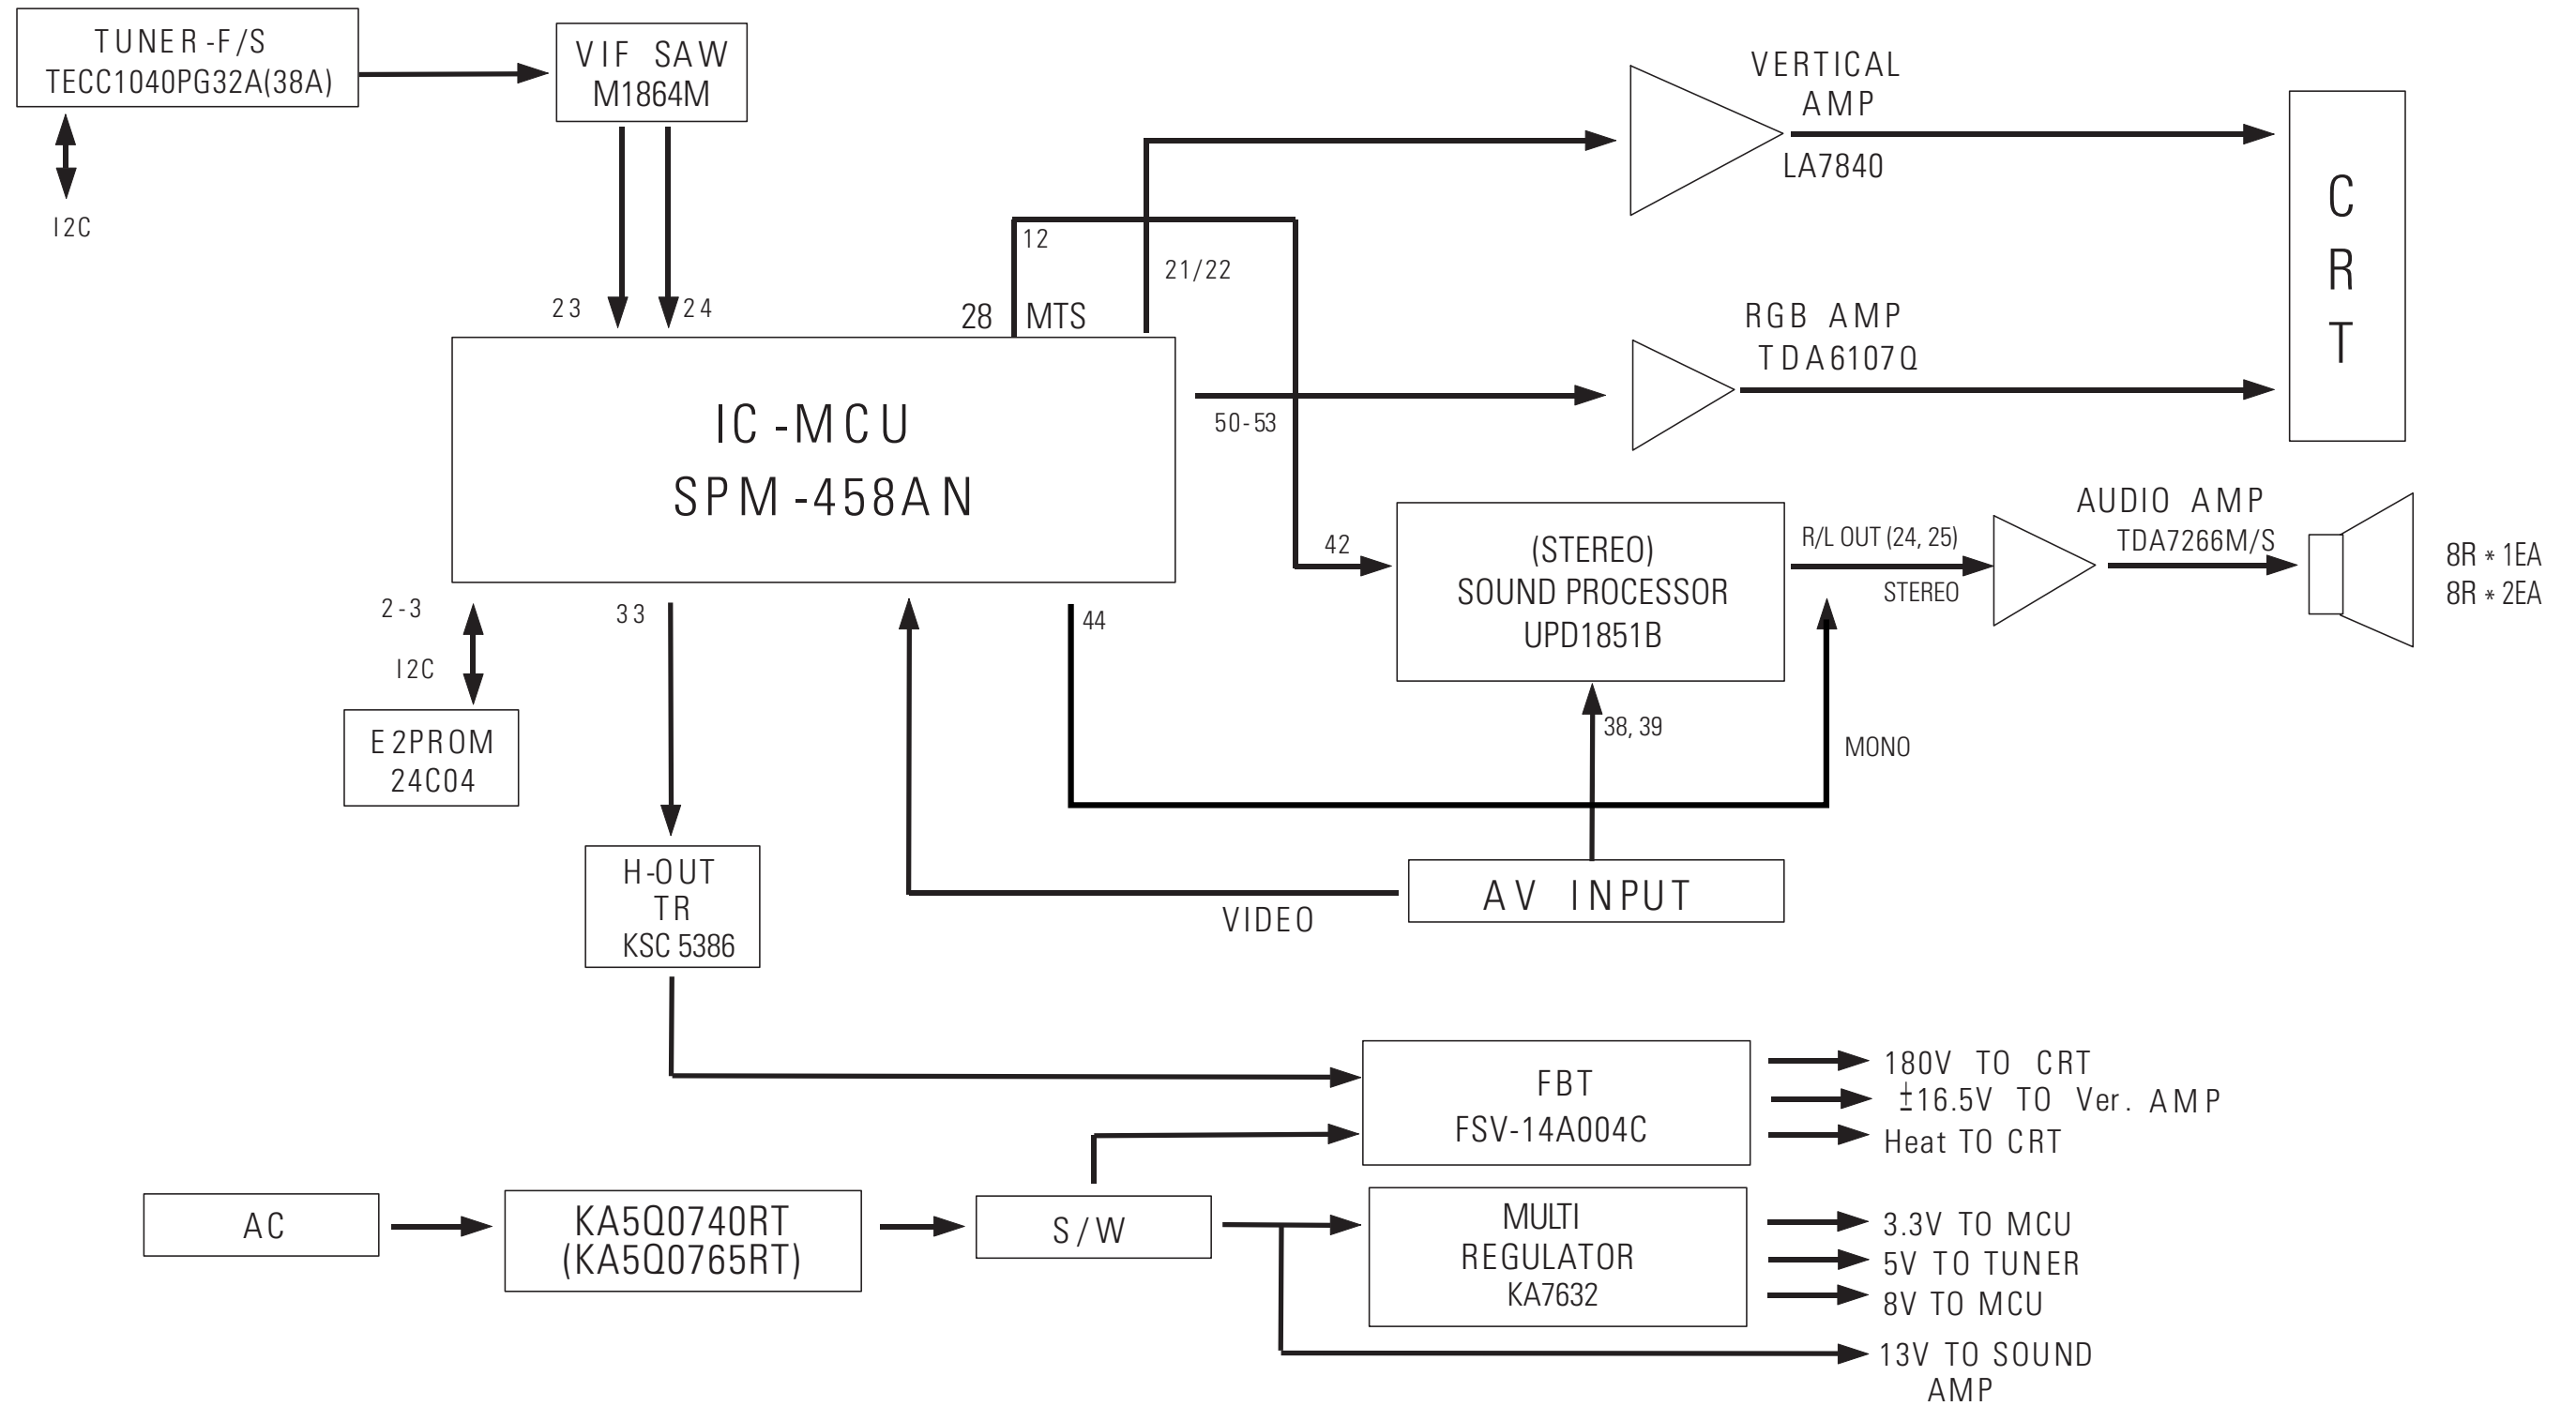 TUNER-F/S
TECC1040PG32A(38A)
VIF SAW
M1864M
I2C
VERTICAL
AMP
LA7840
C
R
T
12
21/22
23
24
28 MTS
RGB AMP
TDA6107Q
IC-MCU
SPM-458AN
50-53
42
(STEREO)
SOUND PROCESSOR
UPD1851B
R/L OUT (24, 25)
STEREO
AUDIO AMP
TDA7266M/S
8R * 1EA
8R * 2EA
2-3
I2C
33
44
E2PROM
24C04
38, 39
MONO
H-OUT
TR
KSC 5386
AV INPUT
VIDEO
FBT
FSV-14A004C
180V TO CRT
±16.5V TO Ver. AMP
Heat TO CRT
AC
KA5Q0740RT
(KA5Q0765RT)
S/W
MULTI
REGULATOR
KA7632
3.3V TO MCU
5V TO TUNER
8V TO MCU
13V TO SOUND
AMP